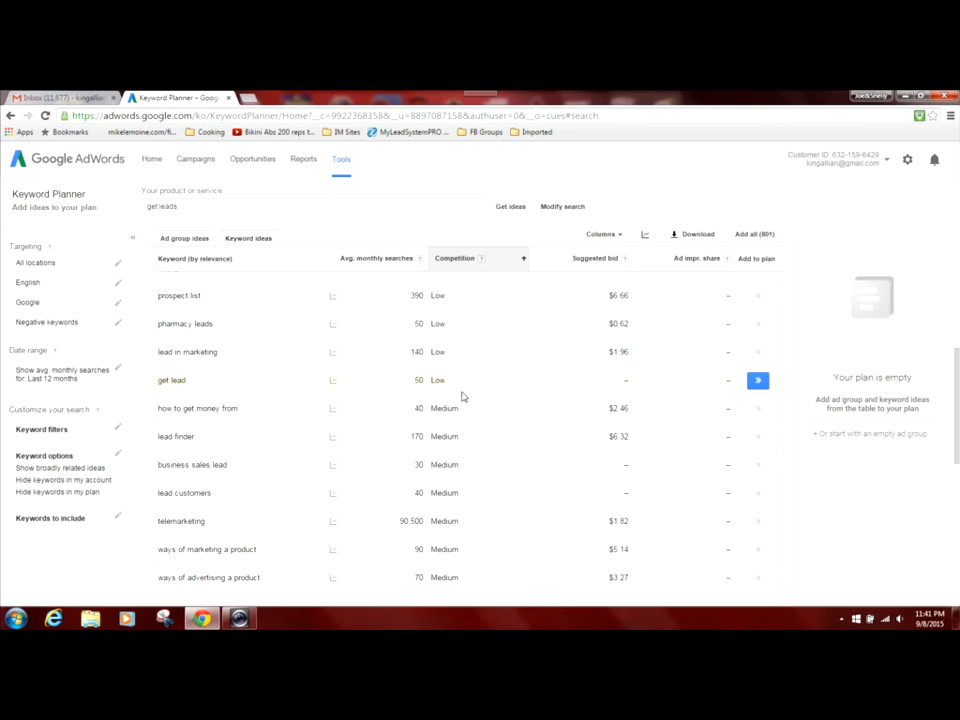 Inbox (11,677) - kingallian
Keyword Planner – Goog
Joe&Shelly
https://adwords.google.com/ko/KeywordPlanner/Home?__c=9922368358&__u=8897087158&authuser=0&__o=cues#search
Apps Bookmarks mikelemoine.com/fi... Cooking Bikini Abs 200 reps t... IM Sites MyLeadSystemPRO ... FB Groups Imported
Google AdWords Home Campaigns Opportunities Reports Tools
Customer ID: 632-159-6429
kingallian@gmail.com
Keyword Planner
Add ideas to your plan
Your product or service
get leads
Get ideas Modify search
Targeting ?
All locations
English
Google
Negative keywords
Date range ?
Show avg. monthly searches
for: Last 12 months
Customize your search ?
Keyword filters
Keyword options
Show broadly related ideas
Hide keywords in my account
Hide keywords in my plan
Keywords to include
Ad group ideas Keyword ideas
Columns Download Add all (801)
Keyword (by relevance) Avg. monthly searches ? Competition ? Suggested bid ? Ad impr. share ? Add to plan
prospect list 390 Low $6.66 – »
pharmacy leads 50 Low $0.62 – »
lead in marketing 140 Low $1.96 – »
get lead 50 Low – – »
how to get money from 40 Medium $2.46 – »
lead finder 170 Medium $6.32 – »
business sales lead 30 Medium – – »
lead customers 40 Medium – – »
telemarketing 90,500 Medium $1.82 – »
ways of marketing a product 90 Medium $5.14 – »
ways of advertising a product 70 Medium $3.27 – »
Your plan is empty
Add ad group and keyword ideas
from the table to your plan
+ Or start with an empty ad group
11:41 PM
9/8/2015